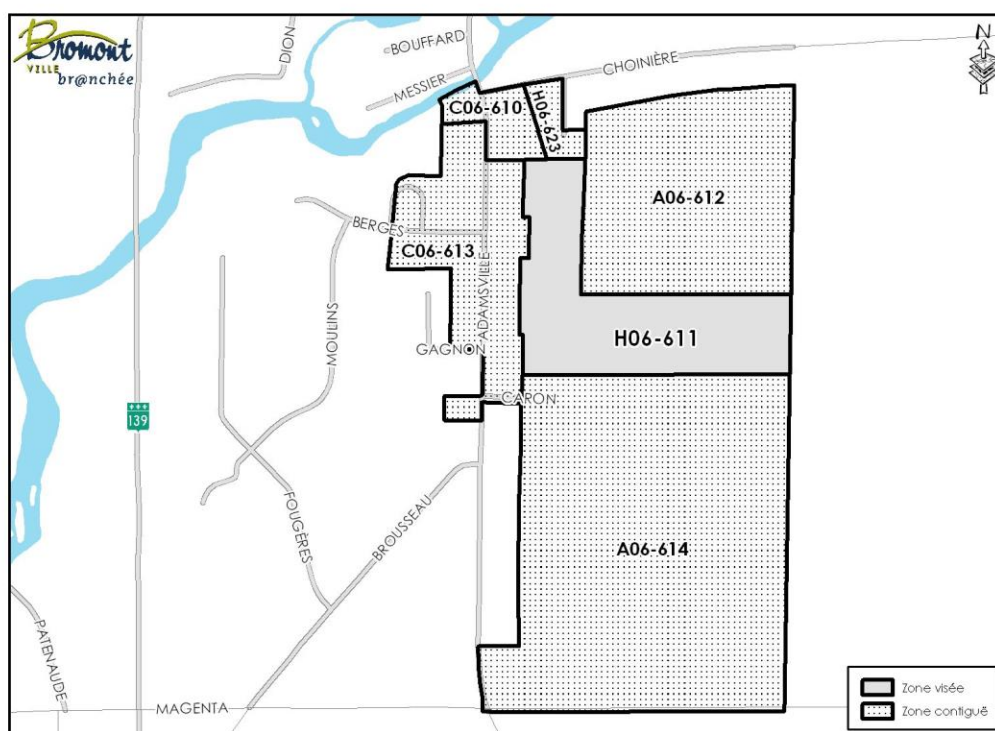 Bromont
VILLE
br@nchée
DION
BOUFFARD
MESSIER
CHOINIÈRE
N
C06-610
H06-623
A06-612
BERGES
C06-613
ADAMSVILLE
MOULINS
H06-611
GAGNON
CARON
139
FOUGÈRES
BROUSSEAU
A06-614
PATENAUDE
MAGENTA
Zone visée
Zone contiguë